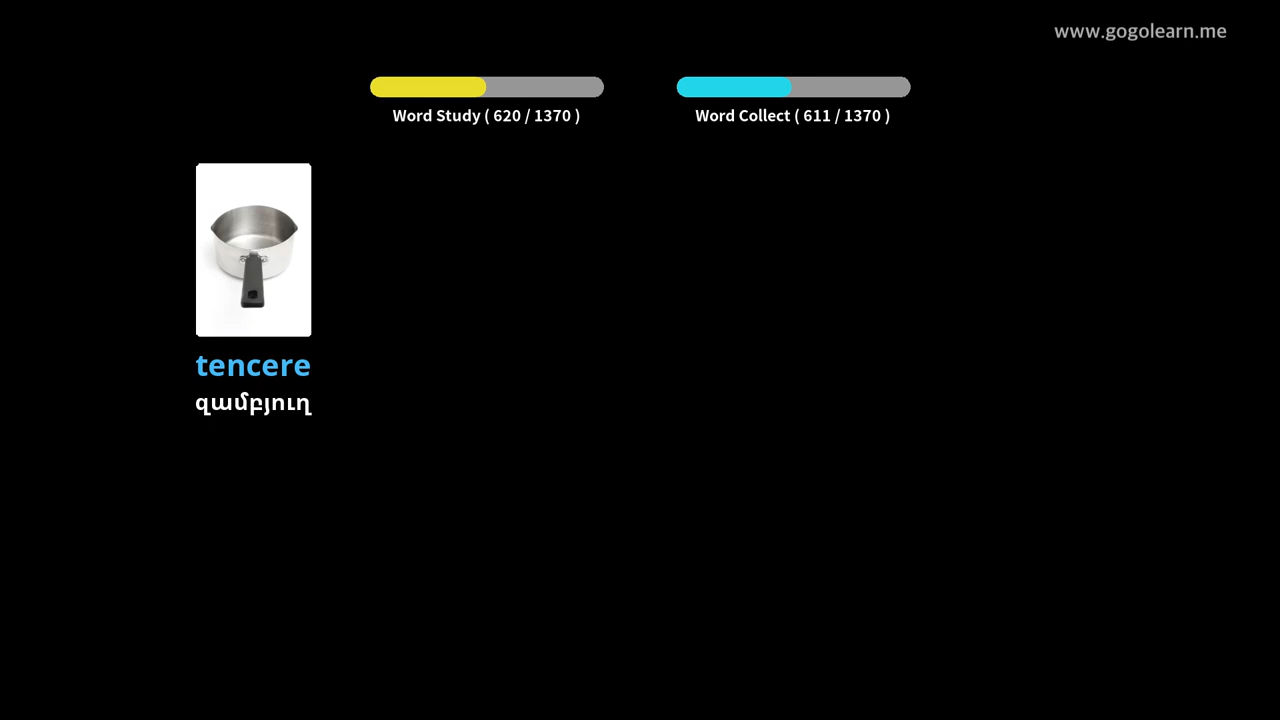 www.gogolearn.me
Word Study ( 620 / 1370 )
Word Collect ( 611 / 1370 )
tencere
զամբյուղ